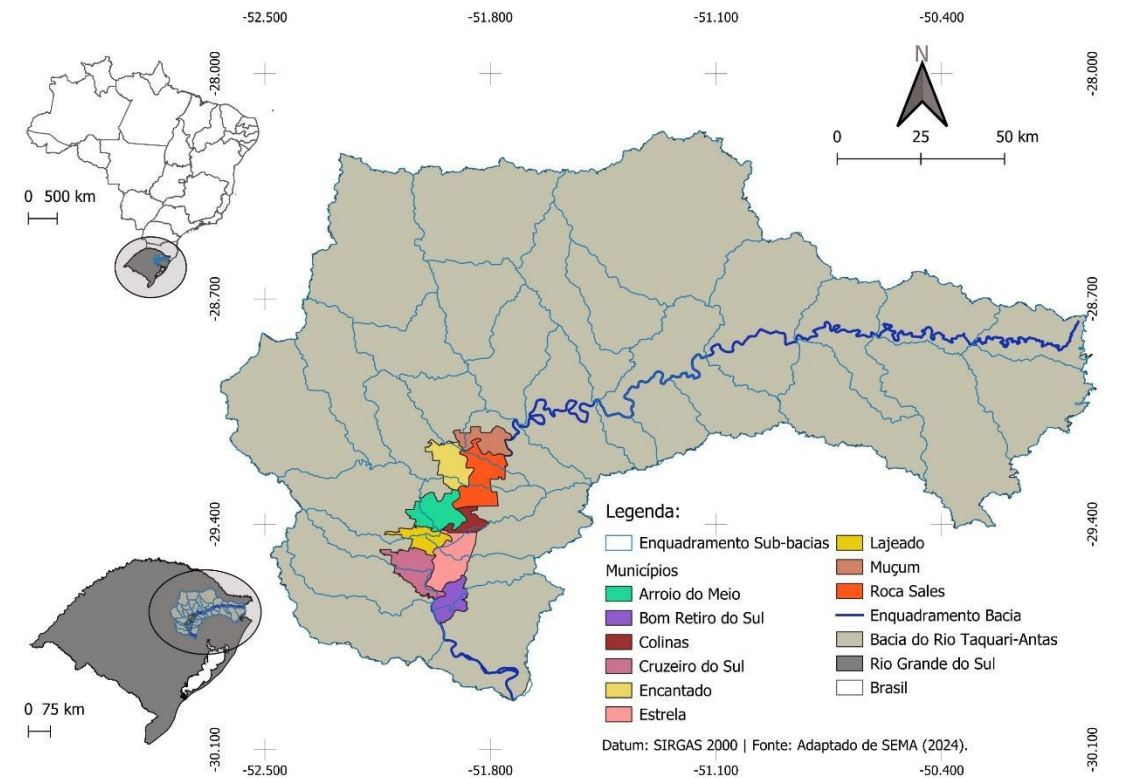 -52.500 -51.800 -51.100 -50.400
-28.000 -28.000
N
0 25 50 km
0 500 km
-28.700 -28.700
-29.400 -29.400
Legenda:
Enquadramento Sub-bacias
Municípios
Arroio do Meio
Bom Retiro do Sul
Colinas
Cruzeiro do Sul
Encantado
Estrela
Lajeado
Muçum
Roca Sales
Enquadramento Bacia
Bacia do Rio Taquari-Antas
Rio Grande do Sul
Brasil
0 75 km
Datum: SIRGAS 2000 | Fonte: Adaptado de SEMA (2024).
-30.100 -30.100
-52.500 -51.800 -51.100 -50.400